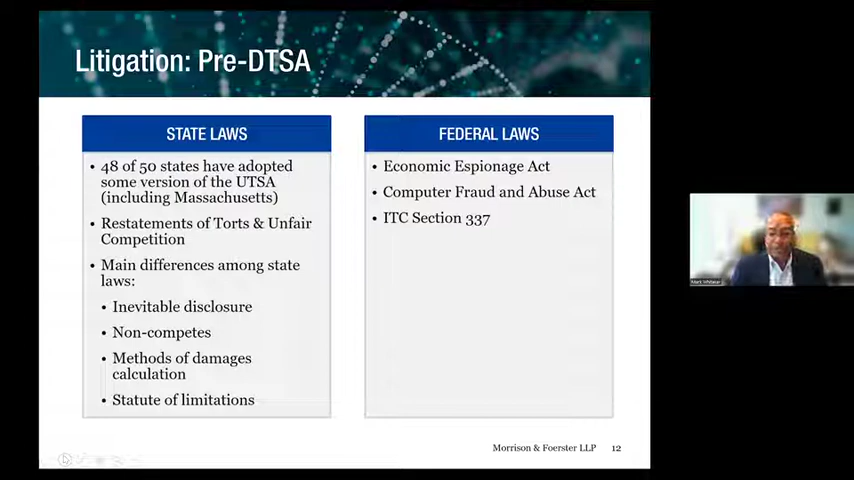 Litigation: Pre-DTSA
STATE LAWS
• 48 of 50 states have adopted
some version of the UTSA
(including Massachusetts)
• Restatements of Torts & Unfair
Competition
• Main differences among state
laws:
• Inevitable disclosure
• Non-competes
• Methods of damages
calculation
• Statute of limitations
FEDERAL LAWS
• Economic Espionage Act
• Computer Fraud and Abuse Act
• ITC Section 337
Morrison & Foerster LLP 12
Mark Whitaker